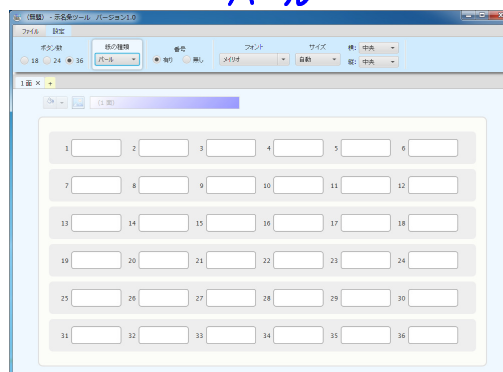 パール
(無題) - 示名条ツール バージョン1.0
ファイル 設定
ボタン数 紙の種類 番号 フォント サイズ 横: 中央
18 24 36 パール 有り 無し メイリオ 自動 縦: 中央
1面 × +
(1 面)
1 2 3 4 5 6
7 8 9 10 11 12
13 14 15 16 17 18
19 20 21 22 23 24
25 26 27 28 29 30
31 32 33 34 35 36